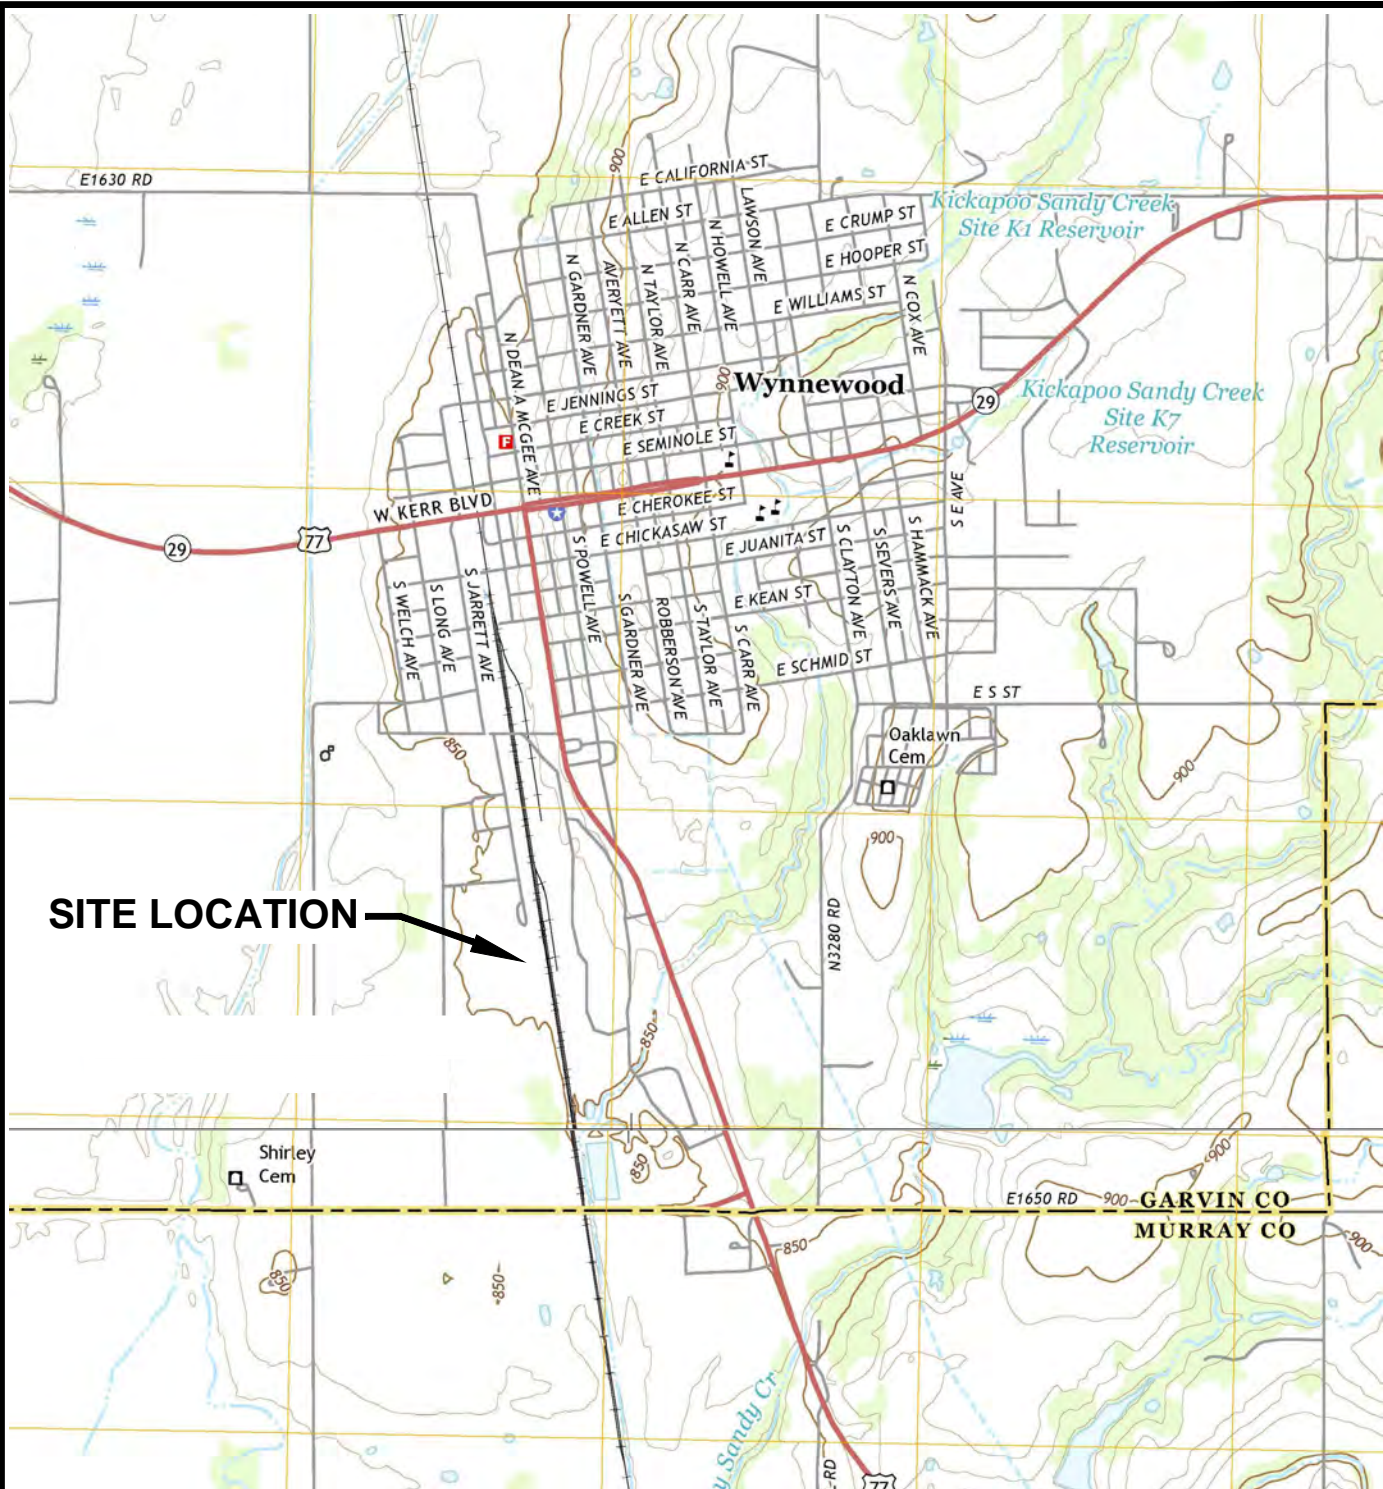 900
E CALIFORNIA ST
E1630 RD
LAWSON AVE
Kickapoo Sandy Creek
Site K1 Reservoir
E ALLEN ST
E CRUMP ST
N HOWELL AVE
E HOOPER ST
N CARR AVE
N GARDNER AVE
AVERYETT AVE
N TAYLOR AVE
N COX AVE
E WILLIAMS ST
N DEAN A MCGEE AVE
900
Wynnewood
E JENNINGS ST
29
Kickapoo Sandy Creek
Site K7
Reservoir
E CREEK ST
F
E SEMINOLE ST
S E AVE
W KERR BLVD
E CHEROKEE ST
29
77
E CHICKASAW ST
E JUANITA ST
S CLAYTON AVE
S SEVERS AVE
S HAMMACK AVE
S POWELL AVE
S WELCH AVE
S LONG AVE
S JARRETT AVE
E KEAN ST
S GARDNER AVE
ROBBERSON AVE
S TAYLOR AVE
S CARR AVE
E SCHMID ST
E S ST
850
Oaklawn
Cem
900
900
SITE LOCATION
N3280 RD
850
Shirley
Cem
850
900
E1650 RD
900
GARVIN CO
MURRAY CO
850
900
850
850
y Sandy Cr
RD
77